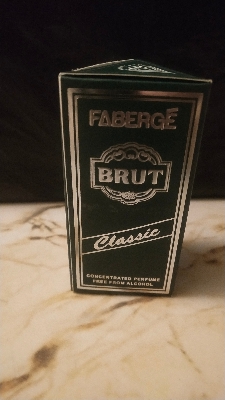 FABERGÉ
BRUT
Classic
CONCENTRATED PERFUME
FREE FROM ALCOHOL